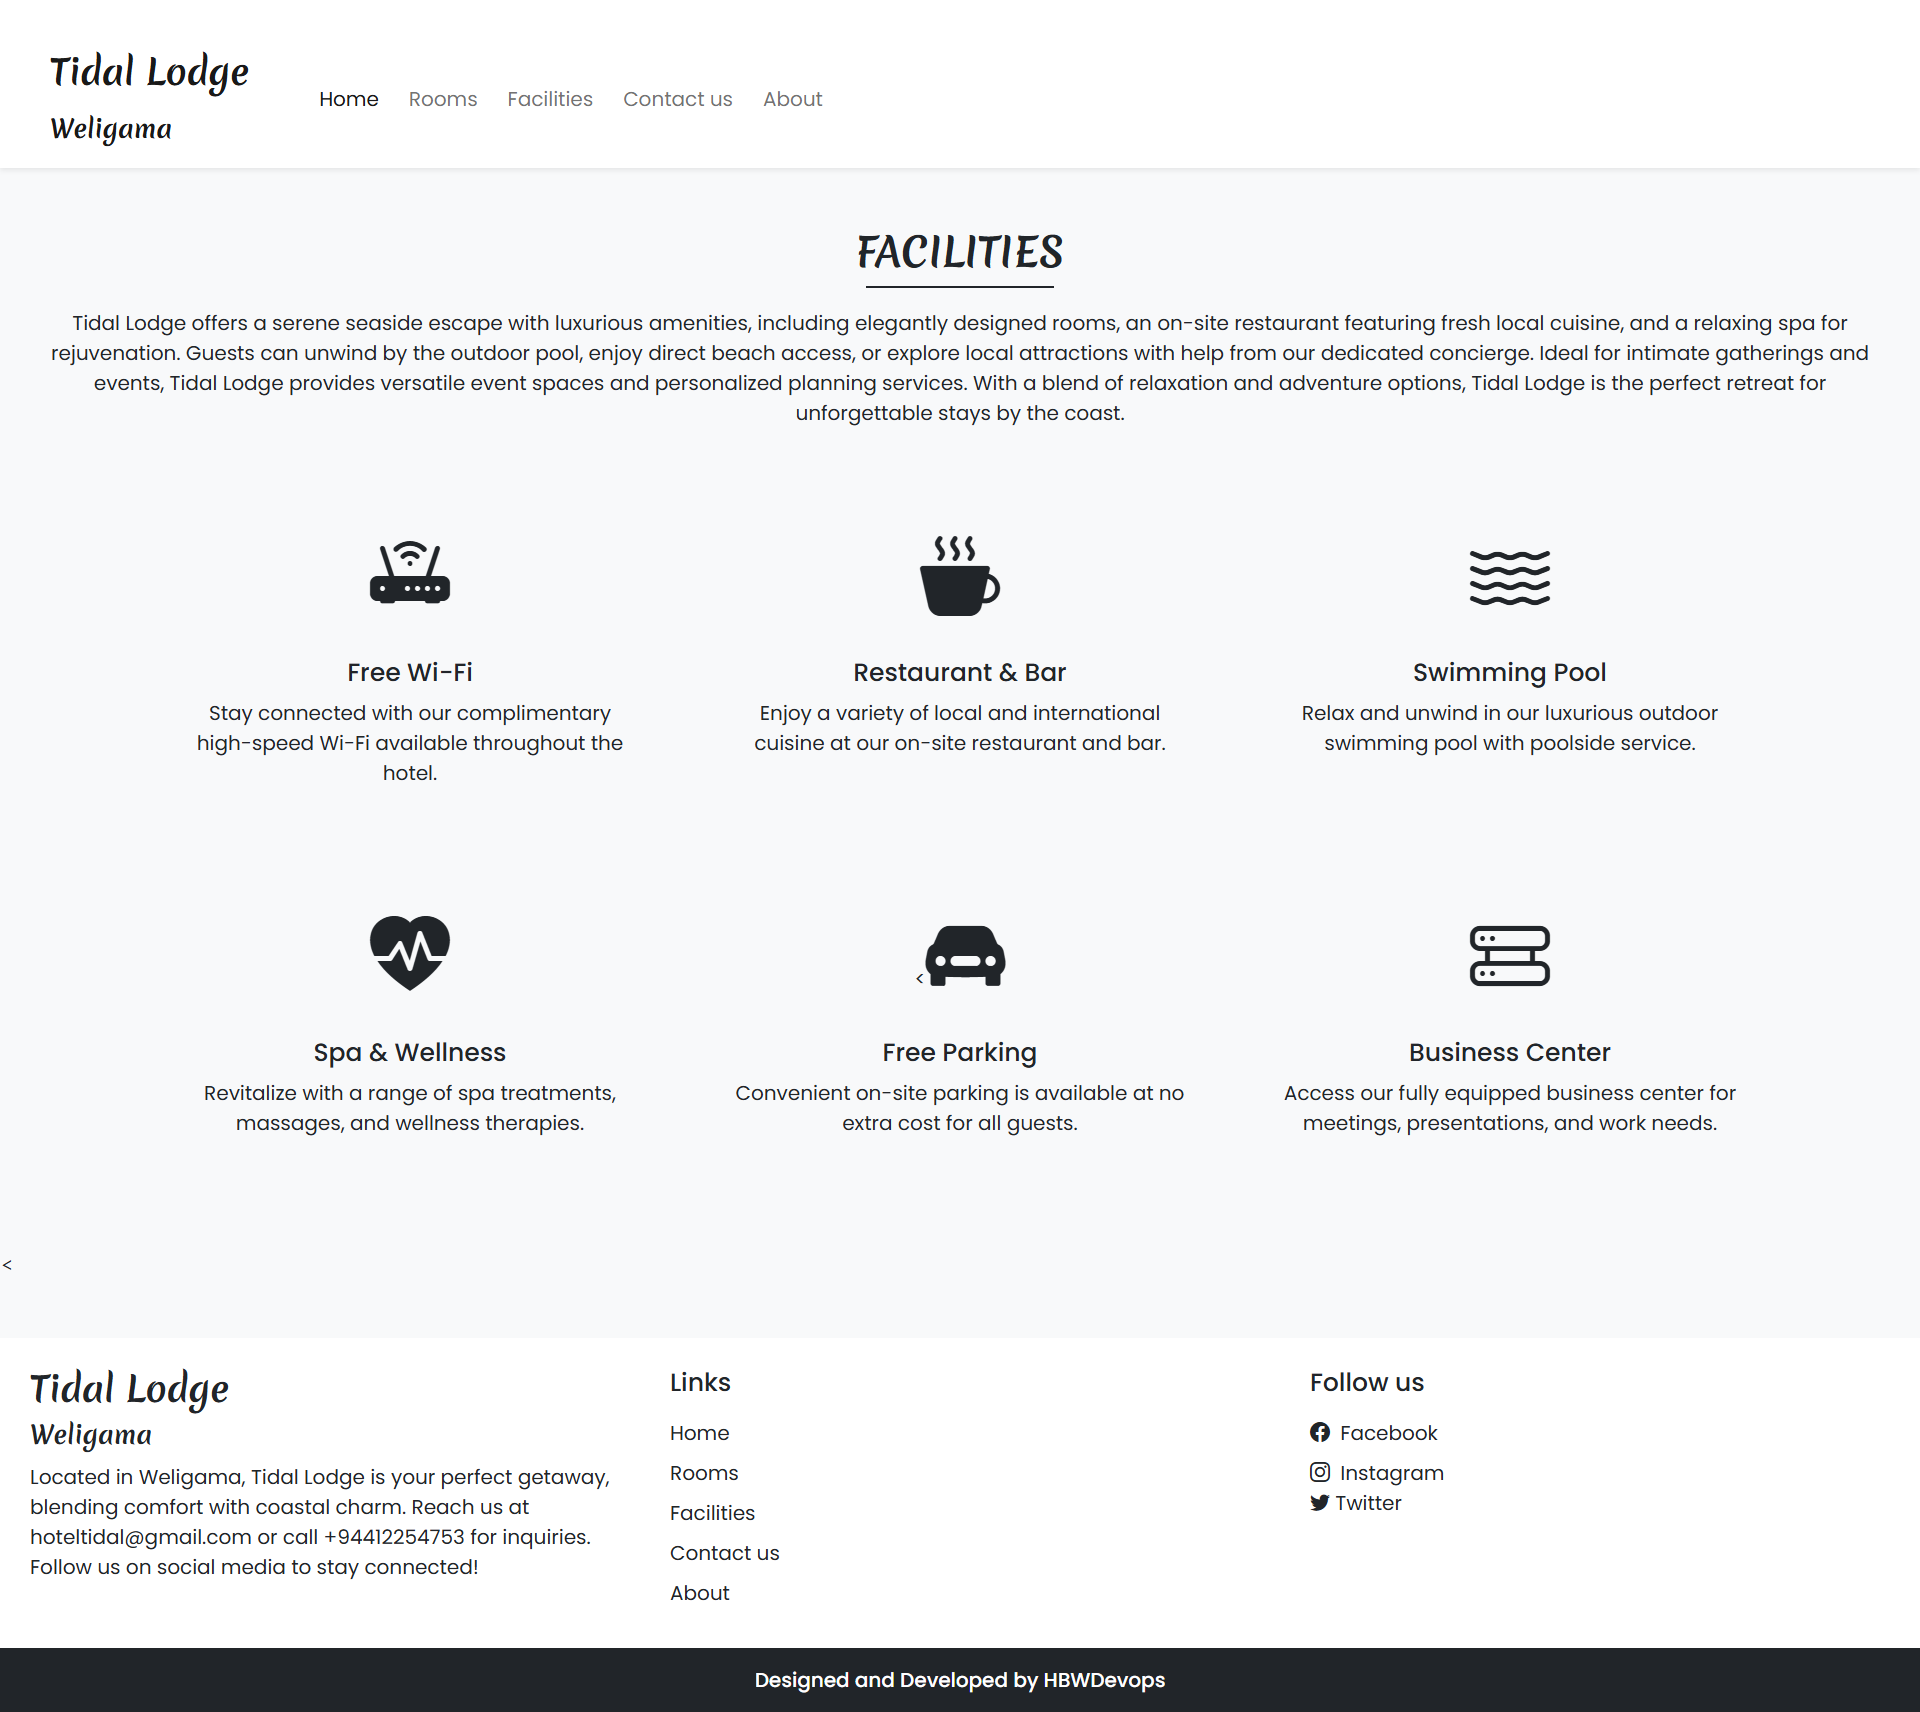 Tidal Lodge
Weligama
Home Rooms Facilities Contact us About
FACILITIES
Tidal Lodge offers a serene seaside escape with luxurious amenities, including elegantly designed rooms, an on-site restaurant featuring fresh local cuisine, and a relaxing spa for
rejuvenation. Guests can unwind by the outdoor pool, enjoy direct beach access, or explore local attractions with help from our dedicated concierge. Ideal for intimate gatherings and
events, Tidal Lodge provides versatile event spaces and personalized planning services. With a blend of relaxation and adventure options, Tidal Lodge is the perfect retreat for
unforgettable stays by the coast.
Free Wi-Fi
Stay connected with our complimentary
high-speed Wi-Fi available throughout the
hotel.
Restaurant & Bar
Enjoy a variety of local and international
cuisine at our on-site restaurant and bar.
Swimming Pool
Relax and unwind in our luxurious outdoor
swimming pool with poolside service.
Spa & Wellness
Revitalize with a range of spa treatments,
massages, and wellness therapies.
<
Free Parking
Convenient on-site parking is available at no
extra cost for all guests.
Business Center
Access our fully equipped business center for
meetings, presentations, and work needs.
<
Tidal Lodge
Weligama
Located in Weligama, Tidal Lodge is your perfect getaway,
blending comfort with coastal charm. Reach us at
hoteltidal@gmail.com or call +94412254753 for inquiries.
Follow us on social media to stay connected!
Links
Home
Rooms
Facilities
Contact us
About
Follow us
Facebook
Instagram
Twitter
Designed and Developed by HBWDevops